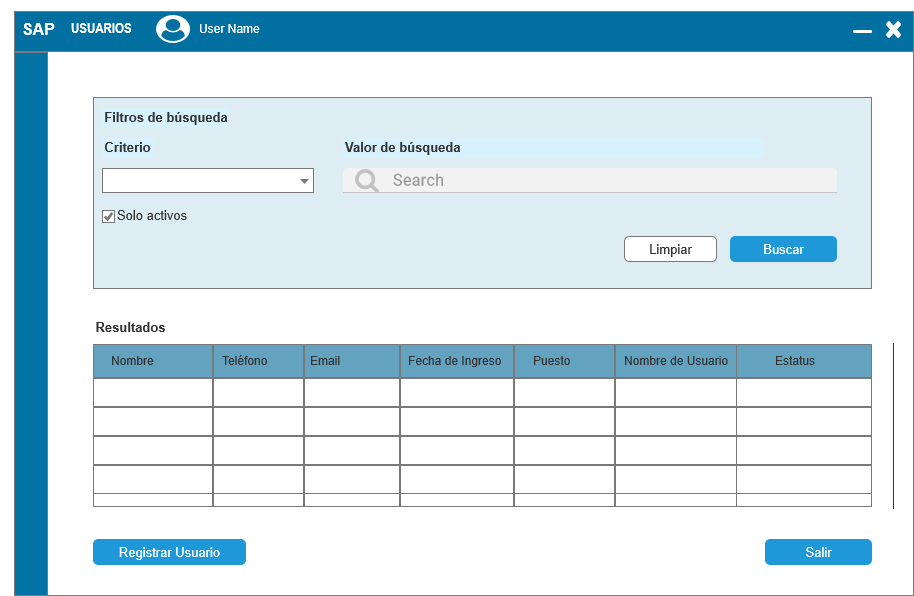 SAP USUARIOS User Name
Filtros de búsqueda
Criterio Valor de búsqueda
Search
Solo activos
Limpiar Buscar
Resultados
Nombre Teléfono Email Fecha de Ingreso Puesto Nombre de Usuario Estatus
Registrar Usuario Salir